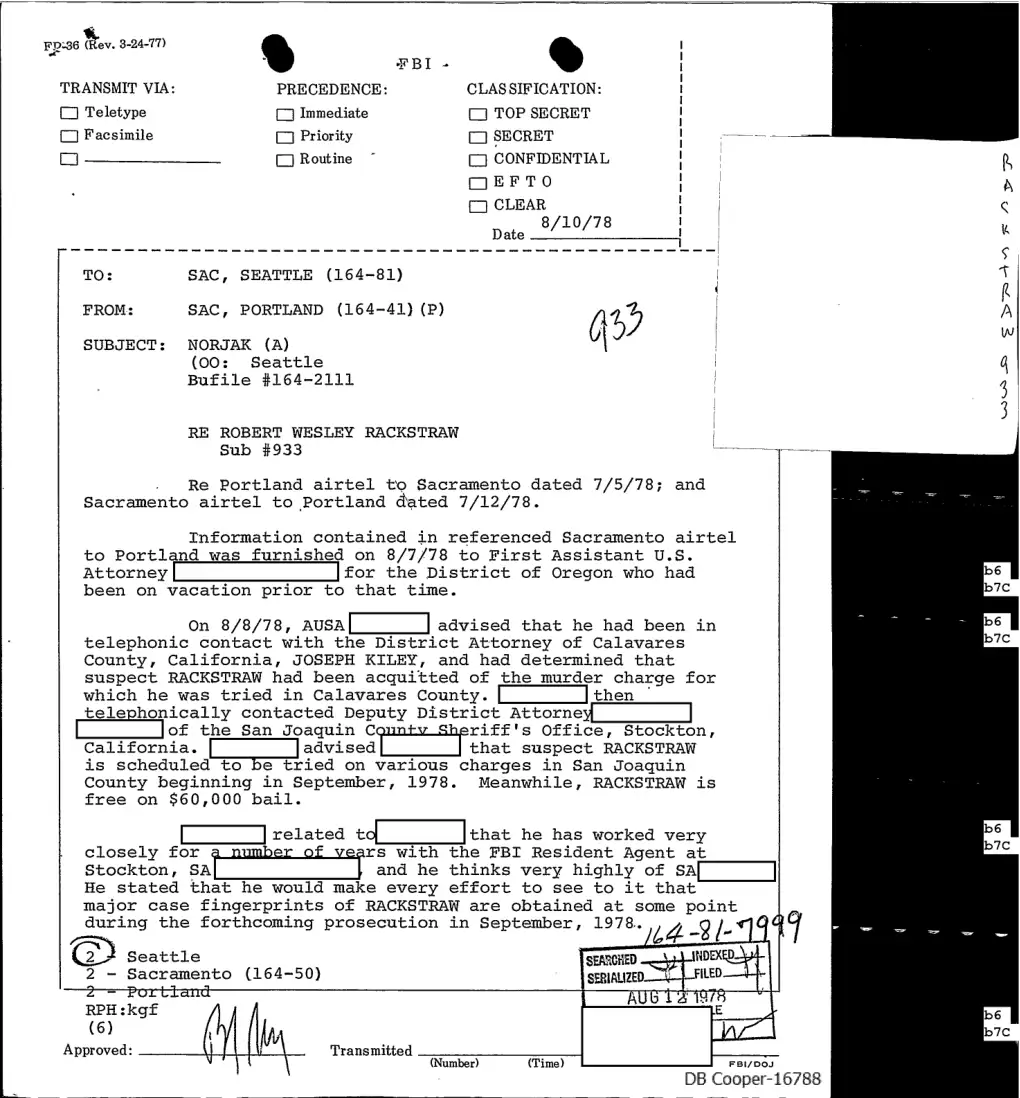 FD-36 (Rev. 3-24-77)
FBI
TRANSMIT VIA:
Teletype
Facsimile
PRECEDENCE:
Immediate
Priority
Routine
CLASSIFICATION:
TOP SECRET
SECRET
CONFIDENTIAL
E F T O
CLEAR
Date 8/10/78
RACKSTRAW 933
TO: SAC, SEATTLE (164-81)
FROM: SAC, PORTLAND (164-41)(P)
933
SUBJECT: NORJAK (A)
(OO: Seattle
Bufile #164-2111
RE ROBERT WESLEY RACKSTRAW
Sub #933
Re Portland airtel to Sacramento dated 7/5/78; and
Sacramento airtel to Portland dated 7/12/78.
Information contained in referenced Sacramento airtel
to Portland was furnished on 8/7/78 to First Assistant U.S.
Attorney for the District of Oregon who had
been on vacation prior to that time.
b6
b7C
On 8/8/78, AUSA advised that he had been in
telephonic contact with the District Attorney of Calavares
County, California, JOSEPH KILEY, and had determined that
suspect RACKSTRAW had been acquitted of the murder charge for
which he was tried in Calavares County. then
telephonically contacted Deputy District Attorney
of the San Joaquin County Sheriff's Office, Stockton,
California. advised that suspect RACKSTRAW
is scheduled to be tried on various charges in San Joaquin
County beginning in September, 1978. Meanwhile, RACKSTRAW is
free on $60,000 bail.
b6
b7C
related to that he has worked very
closely for a number of years with the FBI Resident Agent at
Stockton, SA , and he thinks very highly of SA
He stated that he would make every effort to see to it that
major case fingerprints of RACKSTRAW are obtained at some point
during the forthcoming prosecution in September, 1978.
b6
b7C
164-81-7999
2 - Seattle
2 - Sacramento (164-50)
2 - Portland
RPH:kgf
(6)
SEARCHED INDEXED
SERIALIZED FILED
AUG 12 1978
LE
b6
b7C
Approved: Transmitted
(Number) (Time)
FBI/DOJ
DB Cooper-16788